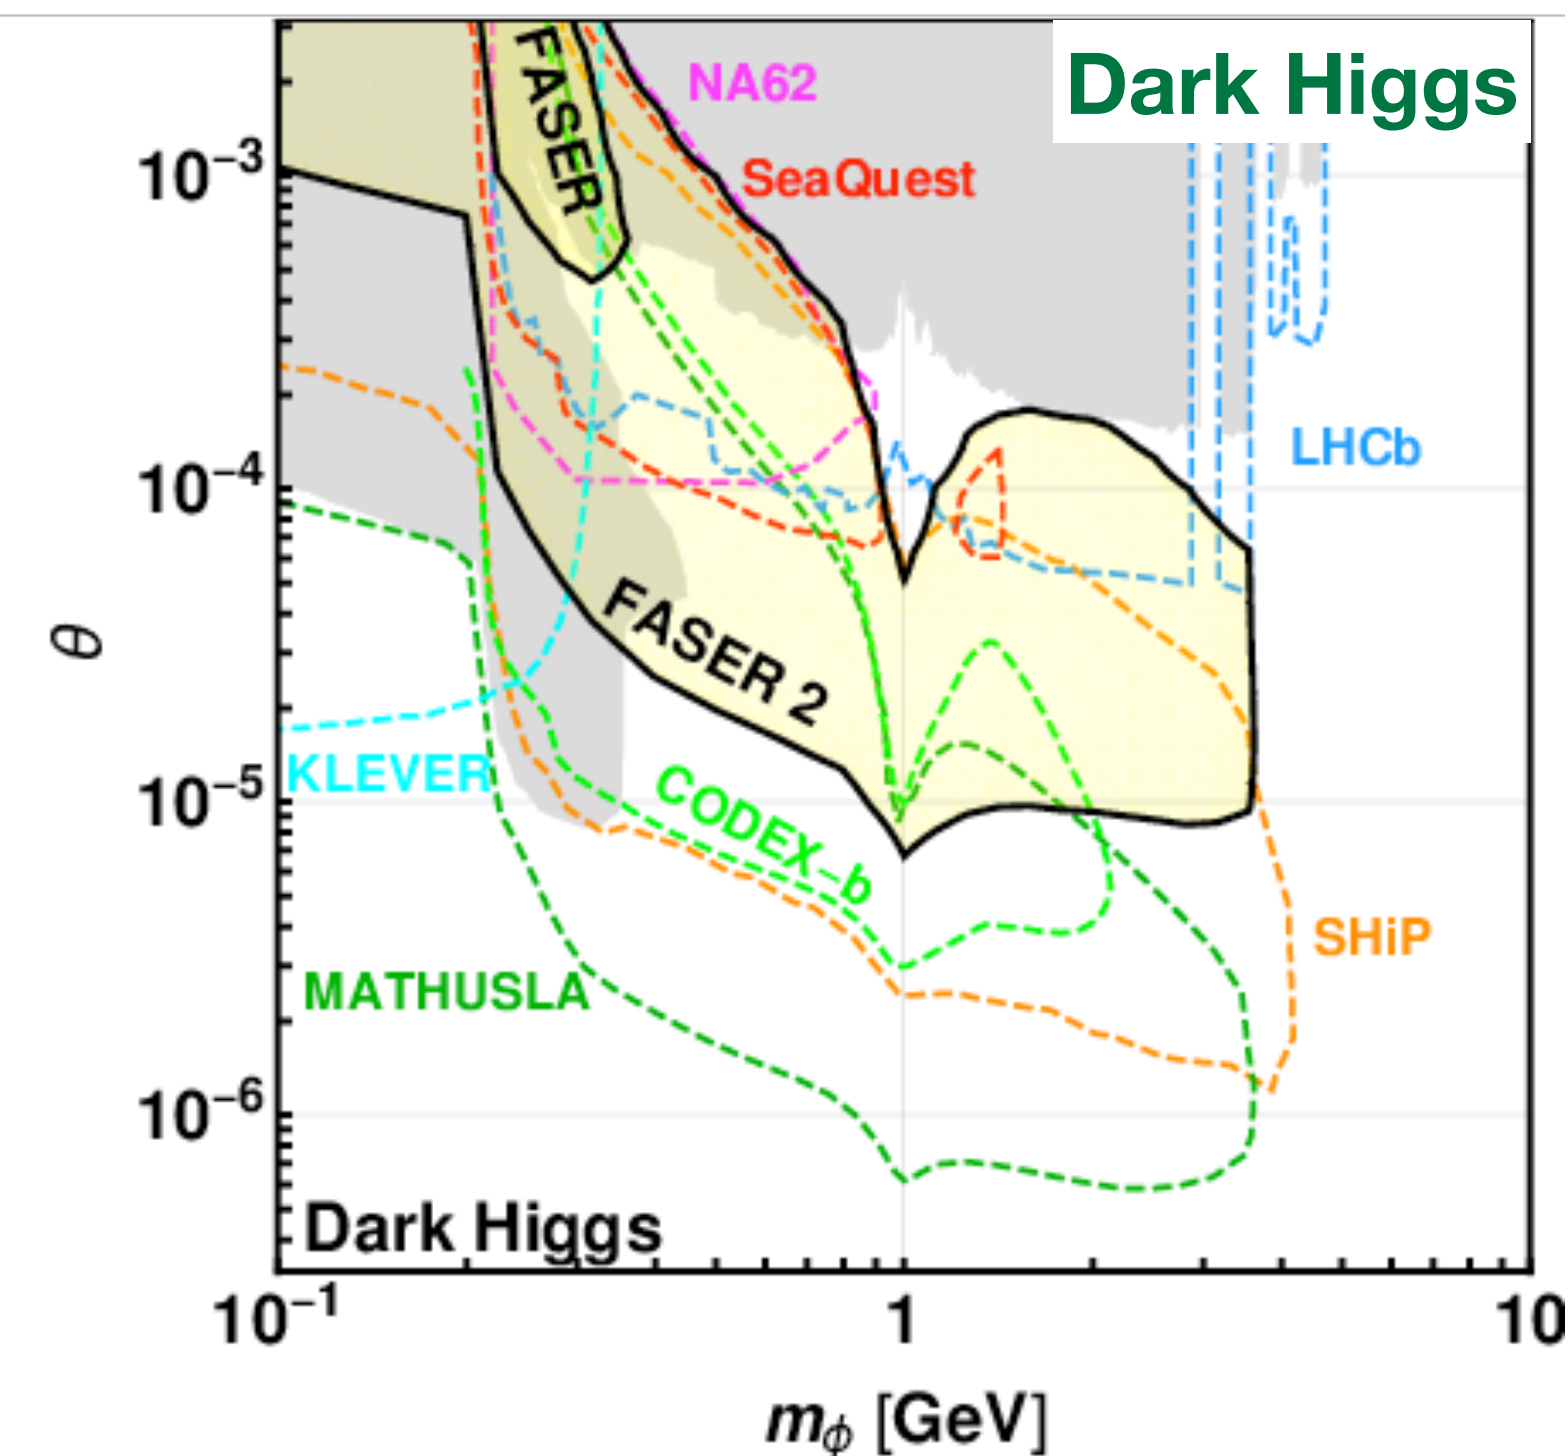 Dark Higgs
FASER
NA62
SeaQuest
10⁻³
LHCb
10⁻⁴
θ
FASER 2
KLEVER
10⁻⁵
CODEX-b
SHiP
MATHUSLA
10⁻⁶
Dark Higgs
10⁻¹ 1 10
m_ϕ [GeV]